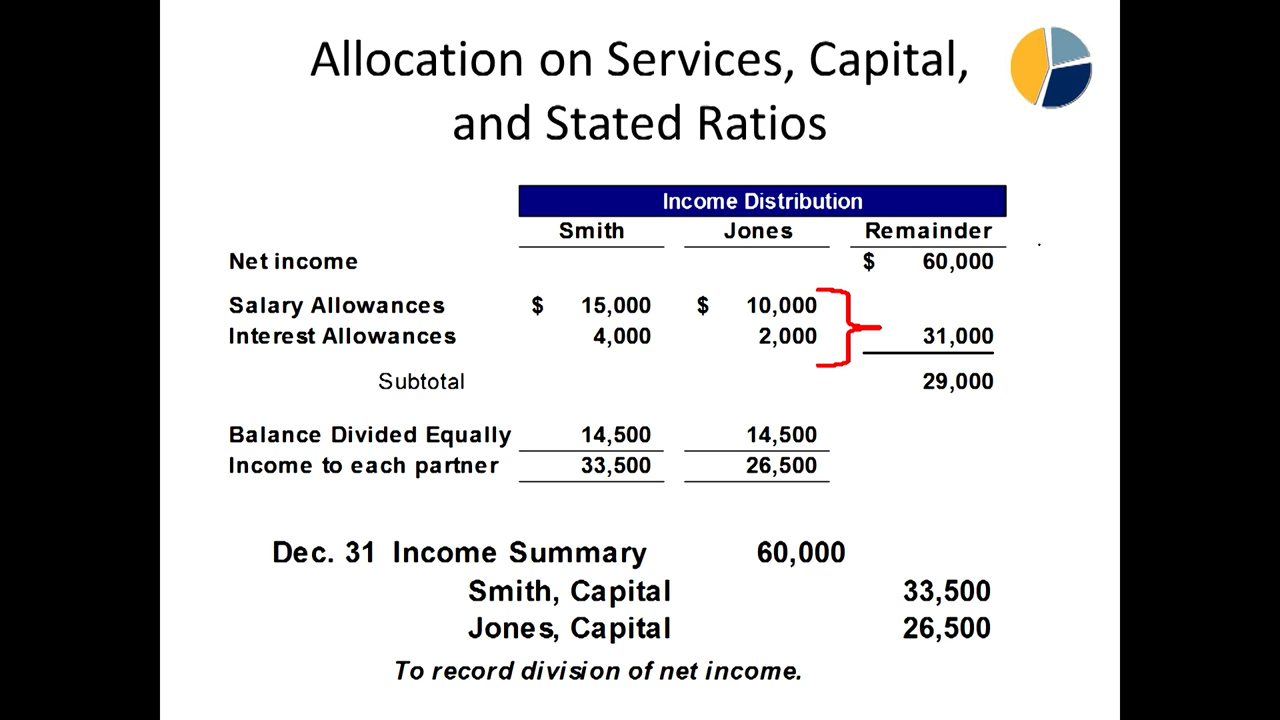 Allocation on Services, Capital,
and Stated Ratios
Income Distribution
Smith Jones Remainder
Net income $ 60,000
Salary Allowances $ 15,000 $ 10,000
Interest Allowances 4,000 2,000 31,000
Subtotal 29,000
Balance Divided Equally 14,500 14,500
Income to each partner 33,500 26,500
Dec. 31 Income Summary 60,000
Smith, Capital 33,500
Jones, Capital 26,500
To record division of net income.